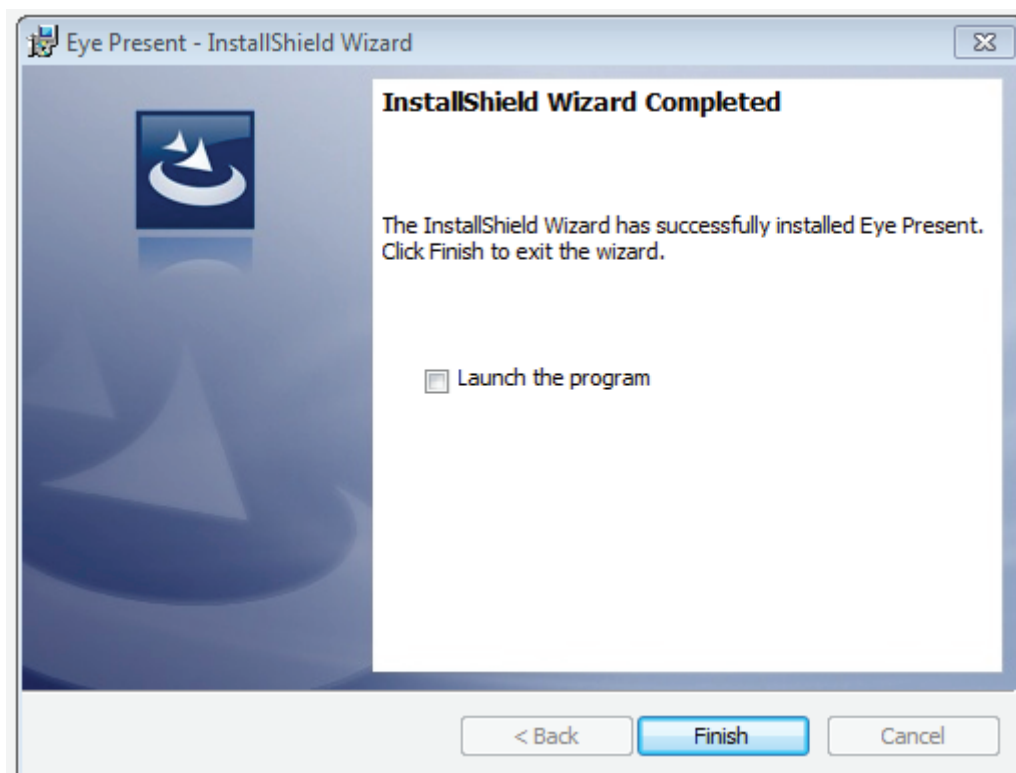 Eye Present - InstallShield Wizard
InstallShield Wizard Completed
The InstallShield Wizard has successfully installed Eye Present.
Click Finish to exit the wizard.
Launch the program
< Back
Finish
Cancel